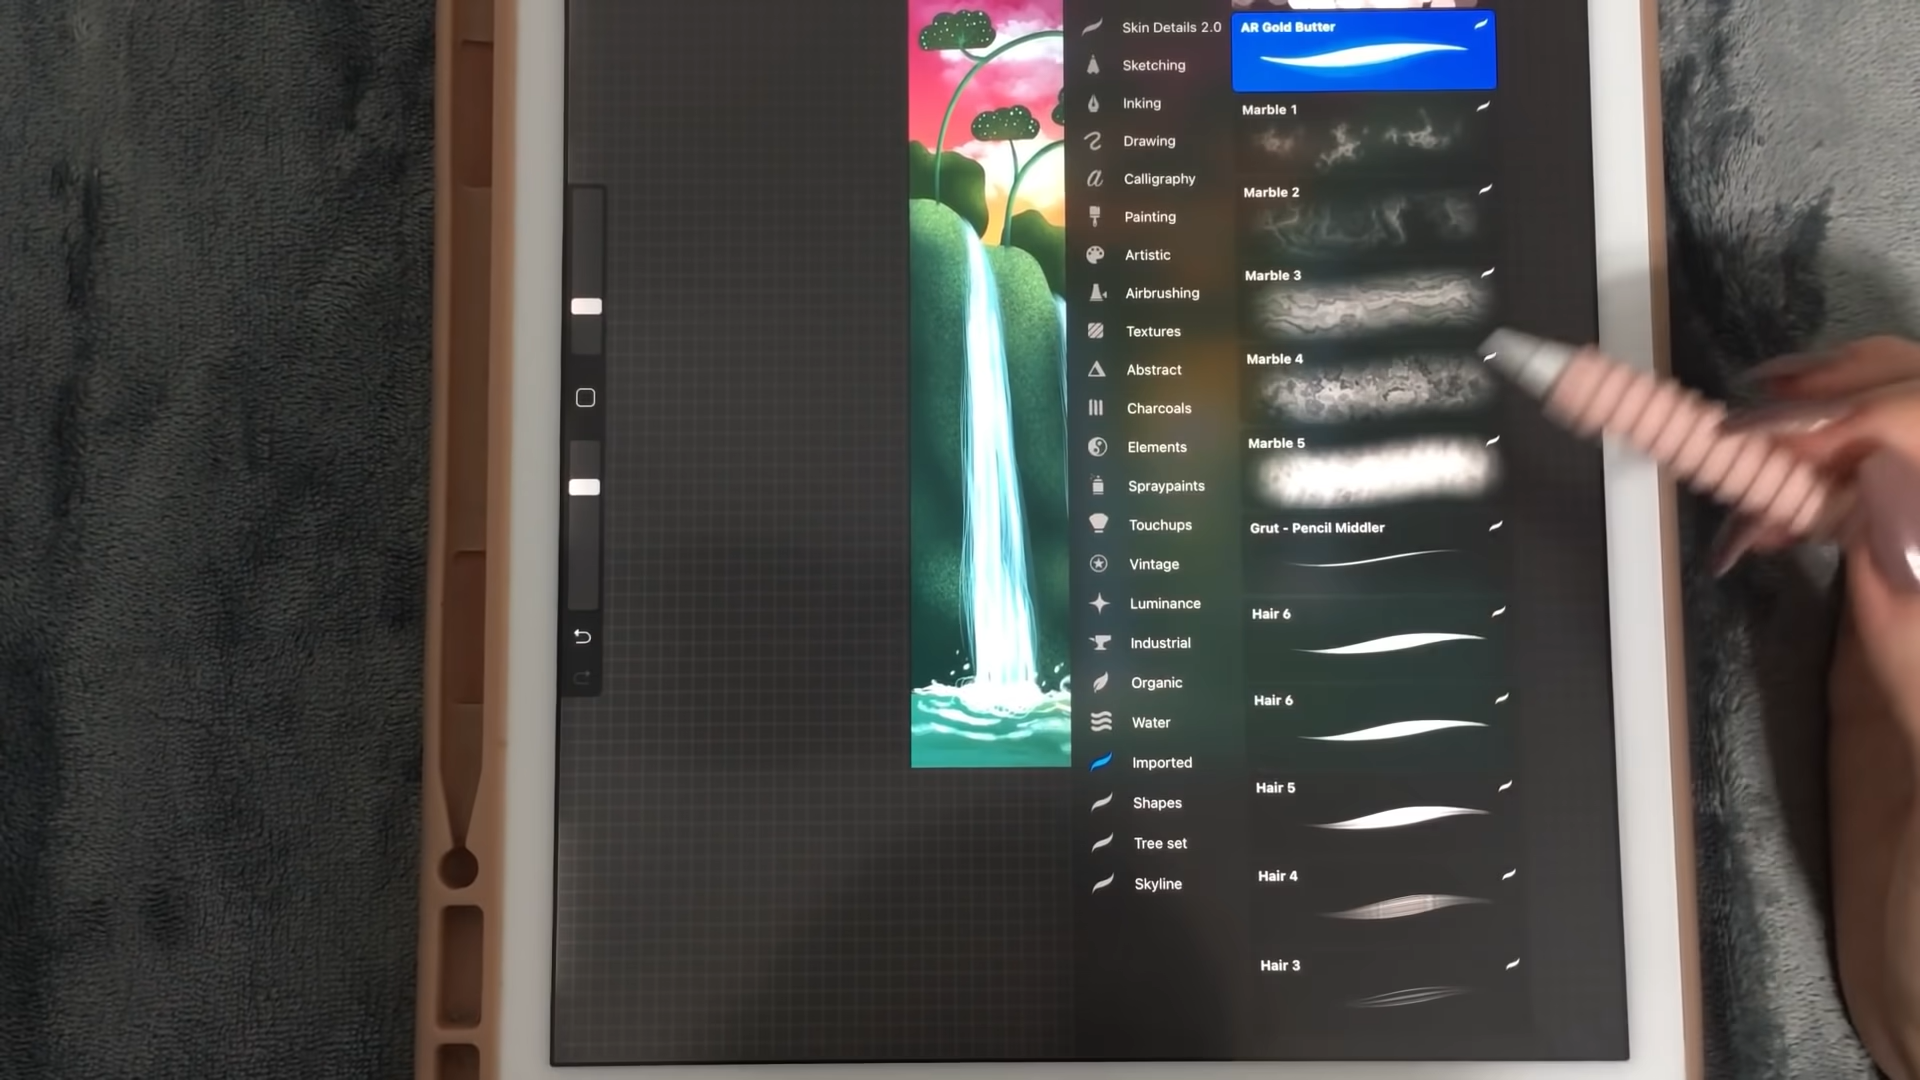 Skin Details 2.0
Sketching
Inking
Drawing
Calligraphy
Painting
Artistic
Airbrushing
Textures
Abstract
Charcoals
Elements
Spraypaints
Touchups
Vintage
Luminance
Industrial
Organic
Water
Imported
Shapes
Tree set
Skyline
AR Gold Butter
Marble 1
Marble 2
Marble 3
Marble 4
Marble 5
Grut - Pencil Middler
Hair 6
Hair 6
Hair 5
Hair 4
Hair 3